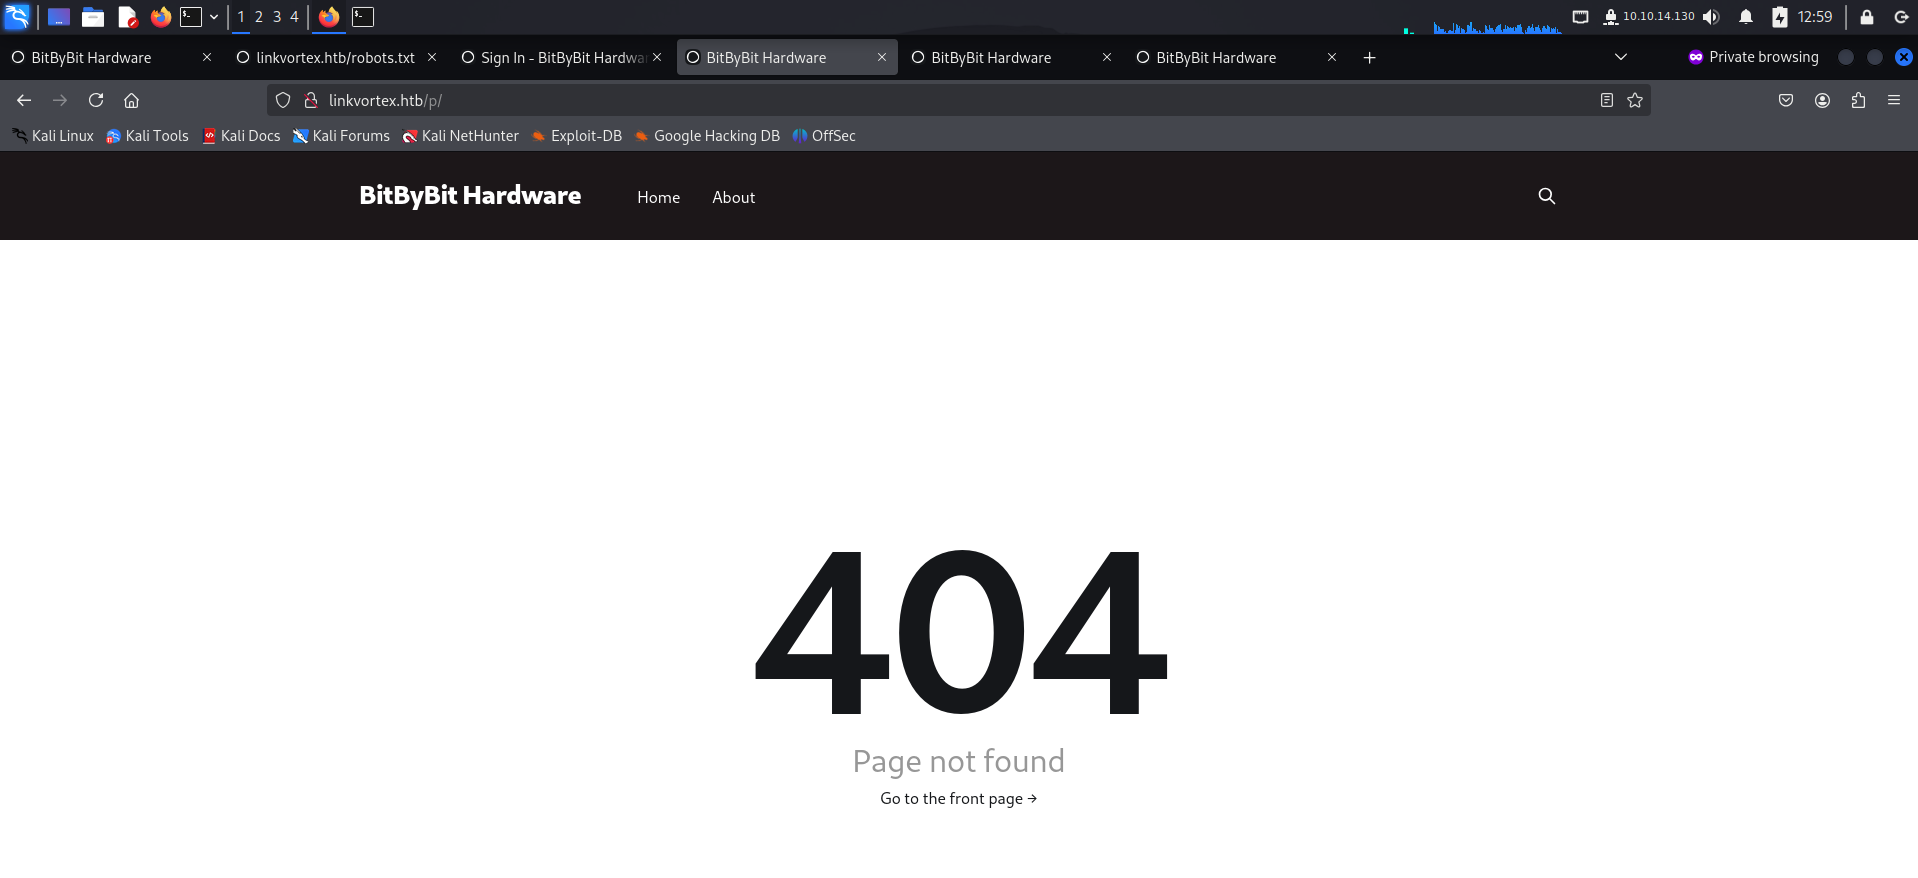 1 2 3 4 10.10.14.130 12:59
BitByBit Hardware linkvortex.htb/robots.txt Sign In - BitByBit Hardwar BitByBit Hardware BitByBit Hardware BitByBit Hardware Private browsing
linkvortex.htb/p/
Kali Linux Kali Tools Kali Docs Kali Forums Kali NetHunter Exploit-DB Google Hacking DB OffSec
BitByBit Hardware Home About
404
Page not found
Go to the front page →